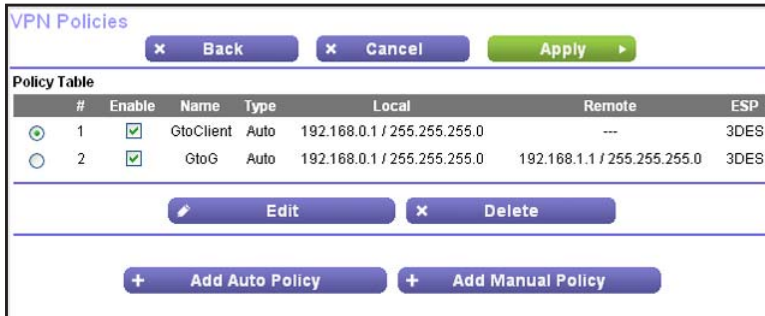 VPN Policies
Back Cancel Apply
Policy Table
# Enable Name Type Local Remote ESP
1 GtoClient Auto 192.168.0.1 / 255.255.255.0 --- 3DES
2 GtoG Auto 192.168.0.1 / 255.255.255.0 192.168.1.1 / 255.255.255.0 3DES
Edit Delete
Add Auto Policy Add Manual Policy